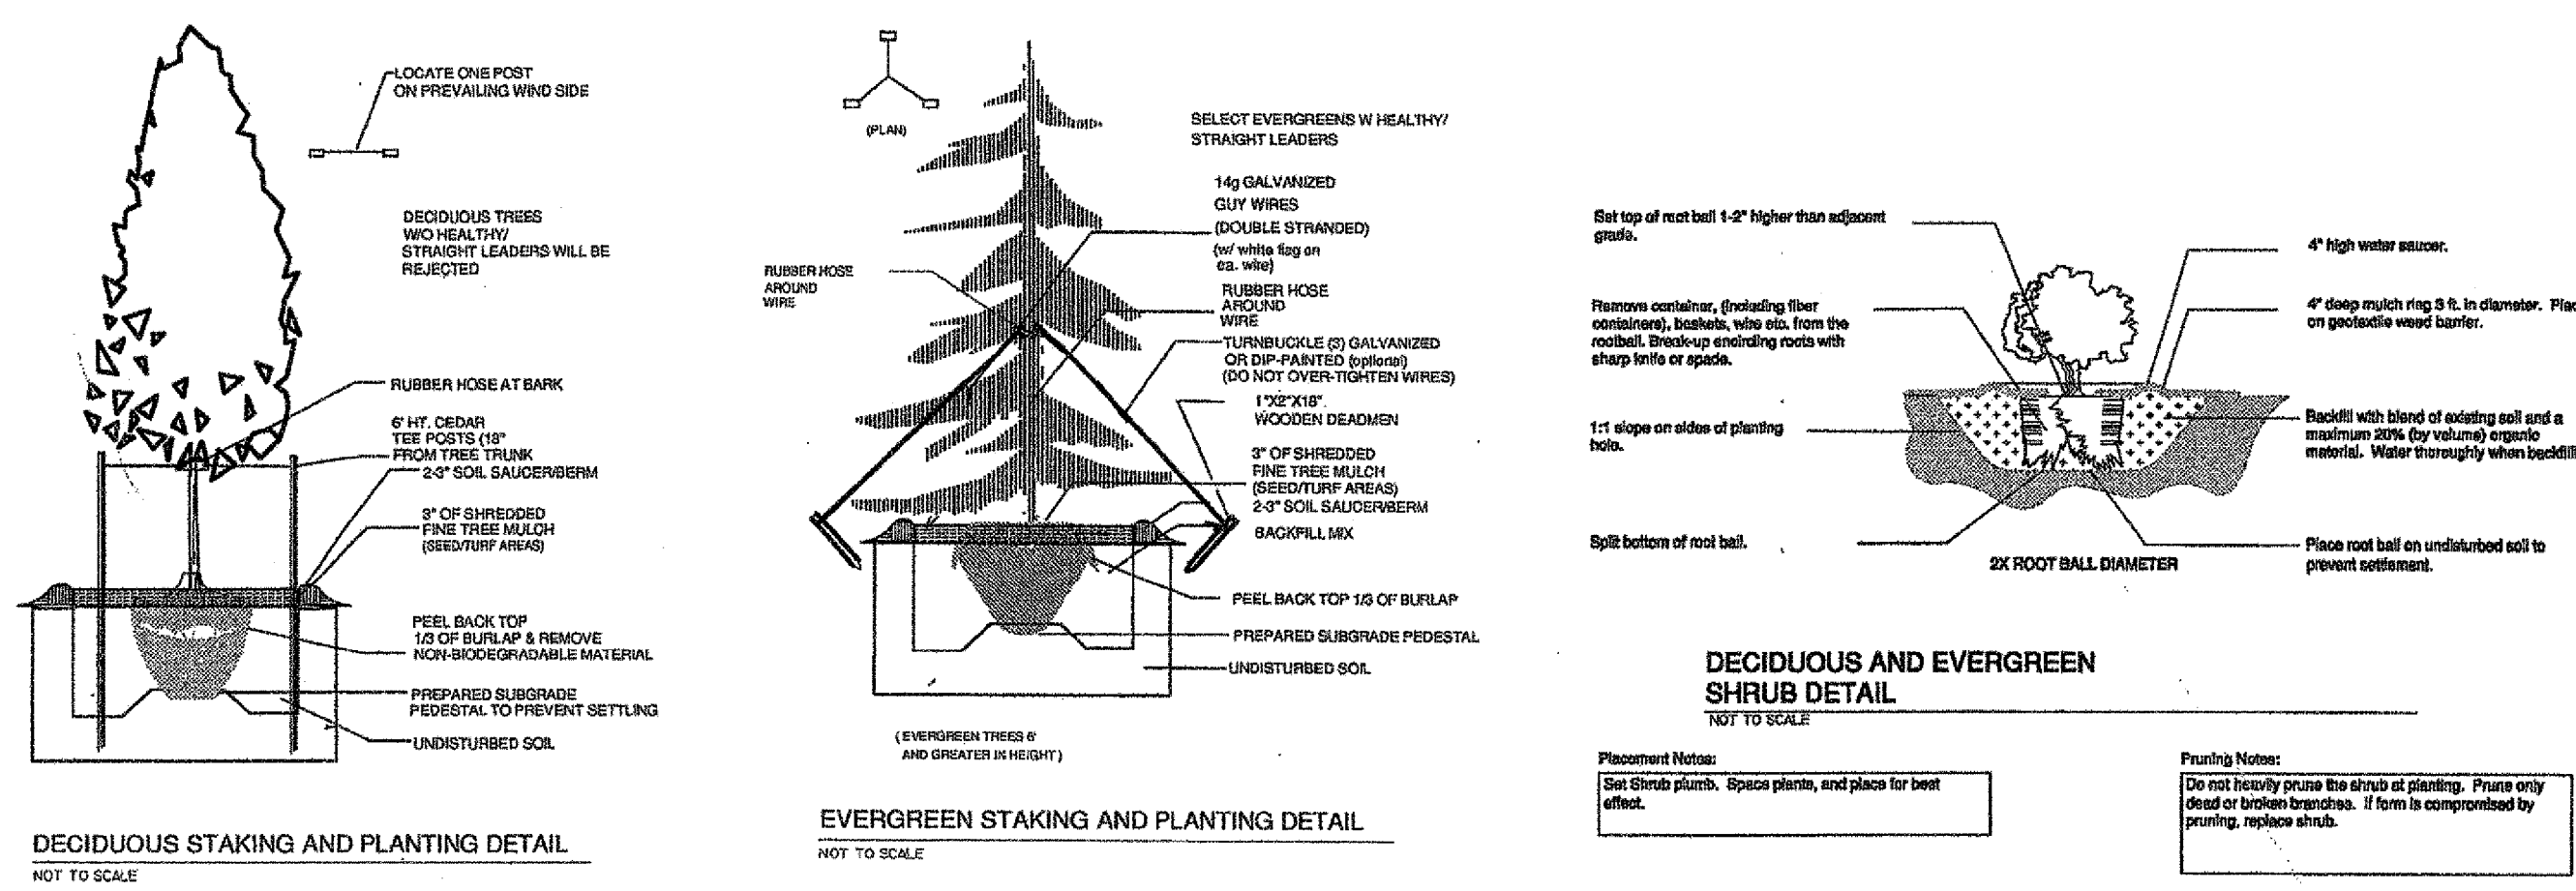 LOCATE ONE POST
ON PREVAILING WIND SIDE
DECIDUOUS TREES
W/O HEALTHY/
STRAIGHT LEADERS WILL BE
REJECTED
RUBBER HOSE AT BARK
6' HT. CEDAR
TEE POSTS (18"
FROM TREE TRUNK
2-3" SOIL SAUCER/BERM
3" OF SHREDDED
FINE TREE MULCH
(SEED/TURF AREAS)
PEEL BACK TOP
1/3 OF BURLAP & REMOVE
NON-BIODEGRADABLE MATERIAL
PREPARED SUBGRADE
PEDESTAL TO PREVENT SETTLING
UNDISTURBED SOIL
DECIDUOUS STAKING AND PLANTING DETAIL
NOT TO SCALE
(PLAN)
SELECT EVERGREENS W HEALTHY/
STRAIGHT LEADERS
14g GALVANIZED
GUY WIRES
(DOUBLE STRANDED)
(w/ white flag on
ea. wire)
RUBBER HOSE
AROUND
WIRE
RUBBER HOSE
AROUND
WIRE
TURNBUCKLE (3) GALVANIZED
OR DIP-PAINTED (optional)
(DO NOT OVER-TIGHTEN WIRES)
1"X2"X18"
WOODEN DEADMEN
3" OF SHREDDED
FINE TREE MULCH
(SEED/TURF AREAS)
2-3" SOIL SAUCER/BERM
BACKFILL MIX
PEEL BACK TOP 1/3 OF BURLAP
PREPARED SUBGRADE PEDESTAL
UNDISTURBED SOIL
(EVERGREEN TREES 6'
AND GREATER IN HEIGHT)
EVERGREEN STAKING AND PLANTING DETAIL
NOT TO SCALE
Set top of root ball 1-2" higher than adjacent
grade.
Remove container, (including fiber
containers), baskets, wire etc. from the
rootball. Break-up encirding roots with
sharp knife or spade.
1:1 slope on sides of planting
hole.
Split bottom of root ball.
4" high water saucer.
4" deep mulch ring 3 ft. in diameter. Plac
on geotextile weed barrier.
Backfill with blend of existing soil and a
maximum 20% (by volume) organic
material. Water thoroughly when backfilli
Place root ball on undisturbed soil to
prevent settlement.
2X ROOT BALL DIAMETER
DECIDUOUS AND EVERGREEN
SHRUB DETAIL
NOT TO SCALE
Placement Notes:
Set Shrub plumb. Space plants, and place for best
effect.
Pruning Notes:
Do not heavily prune the shrub at planting. Prune only
dead or broken branches. If form is compromised by
pruning, replace shrub.